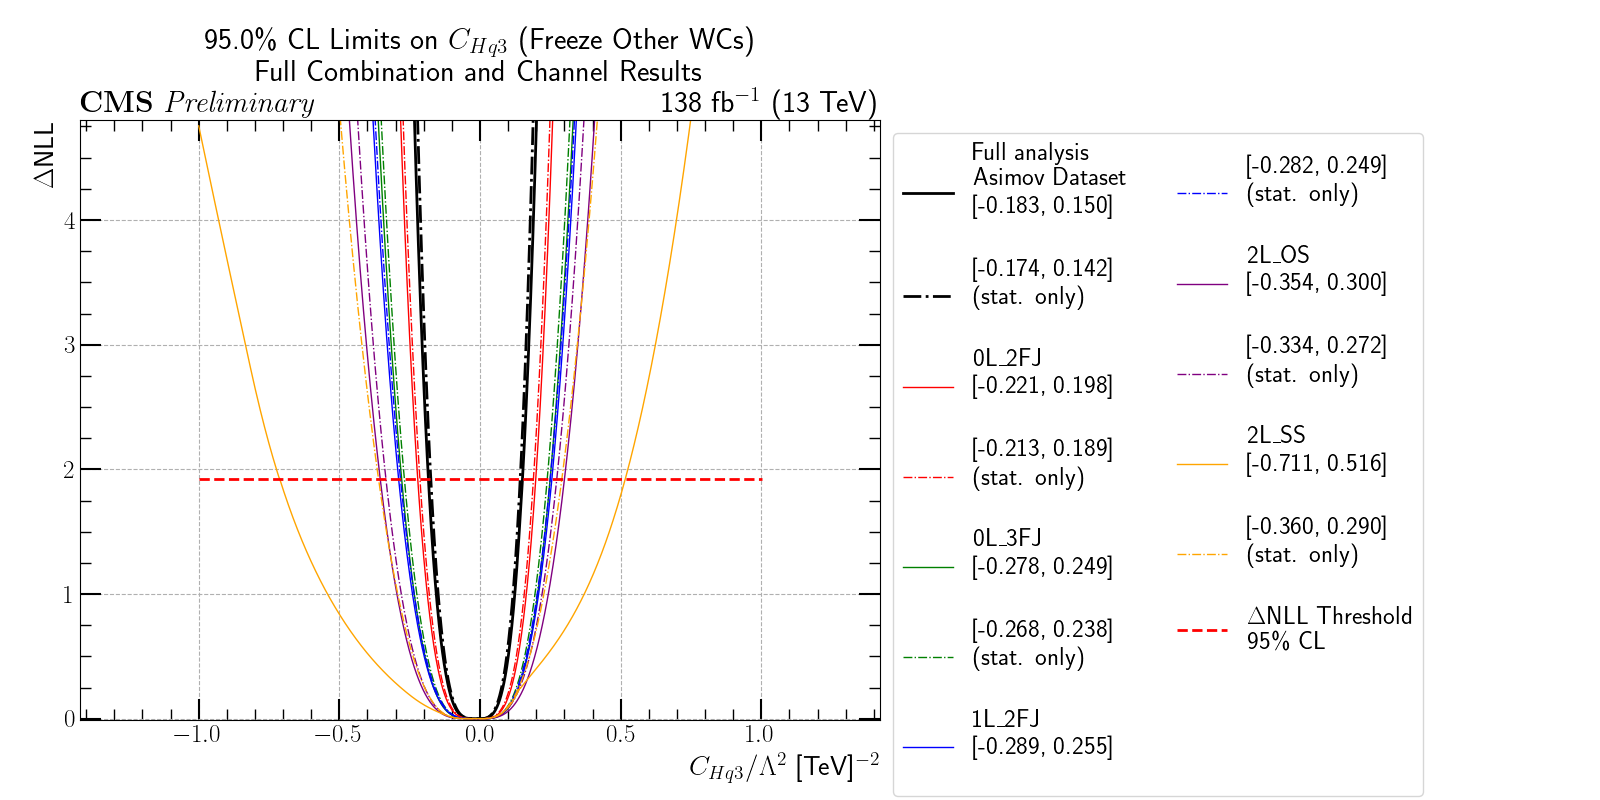 95.0% CL Limits on C_{Hq3} (Freeze Other WCs)
Full Combination and Channel Results
CMS Preliminary
138 fb⁻¹ (13 TeV)
ΔNLL
4
3
2
1
0
−1.0
−0.5
0.0
0.5
1.0
C_{Hq3}/Λ² [TeV]⁻²
Full analysis
Asimov Dataset
[-0.183, 0.150]
[-0.174, 0.142]
(stat. only)
0L_2FJ
[-0.221, 0.198]
[-0.213, 0.189]
(stat. only)
0L_3FJ
[-0.278, 0.249]
[-0.268, 0.238]
(stat. only)
1L_2FJ
[-0.289, 0.255]
[-0.282, 0.249]
(stat. only)
2L_OS
[-0.354, 0.300]
[-0.334, 0.272]
(stat. only)
2L_SS
[-0.711, 0.516]
[-0.360, 0.290]
(stat. only)
ΔNLL Threshold
95% CL